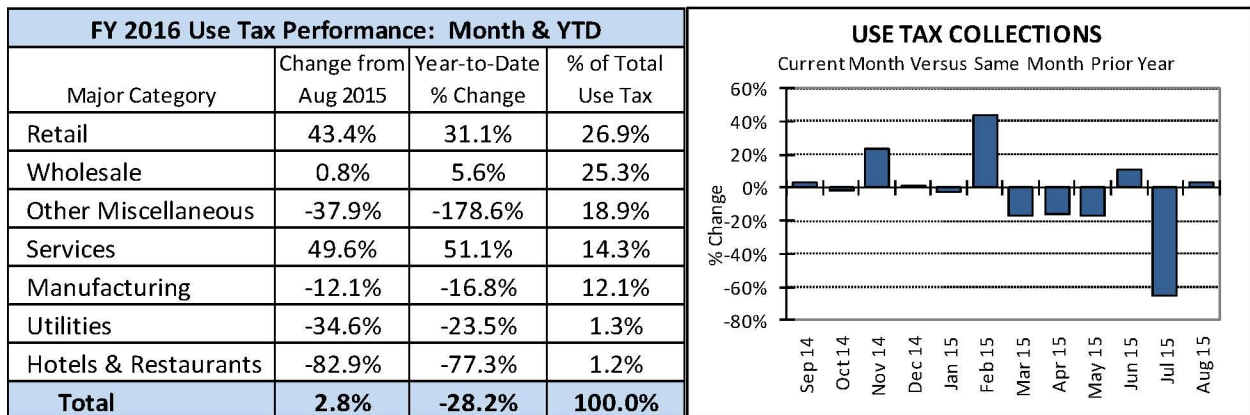 FY 2016 Use Tax Performance: Month & YTD
Major Category Change from Aug 2015 Year-to-Date % Change % of Total Use Tax
Retail 43.4% 31.1% 26.9%
Wholesale 0.8% 5.6% 25.3%
Other Miscellaneous -37.9% -178.6% 18.9%
Services 49.6% 51.1% 14.3%
Manufacturing -12.1% -16.8% 12.1%
Utilities -34.6% -23.5% 1.3%
Hotels & Restaurants -82.9% -77.3% 1.2%
Total 2.8% -28.2% 100.0%
USE TAX COLLECTIONS
Current Month Versus Same Month Prior Year
% Change
60%
40%
20%
0%
-20%
-40%
-60%
-80%
Sep 14
Oct 14
Nov 14
Dec 14
Jan 15
Feb 15
Mar 15
Apr 15
May 15
Jun 15
Jul 15
Aug 15